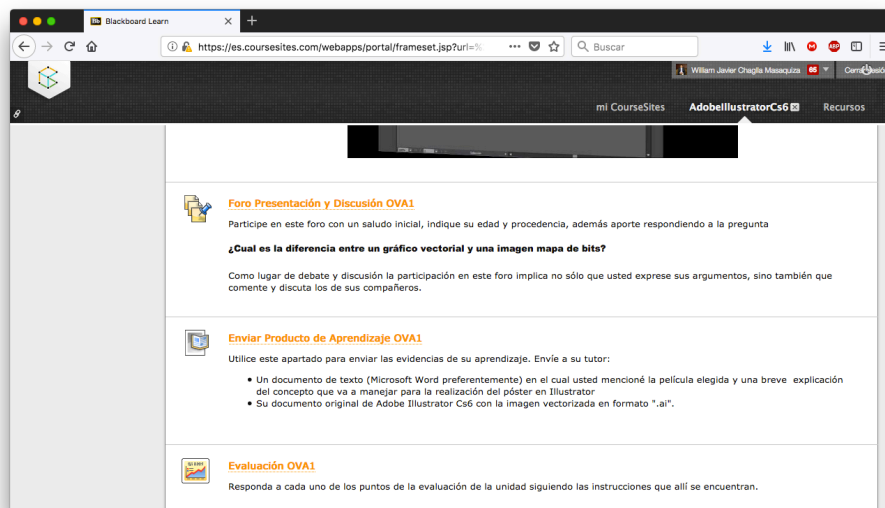 Blackboard Learn
https://es.coursesites.com/webapps/portal/frameset.jsp?url=%
Buscar
William Javier Chaglla Masaquiza 65
mi CourseSites AdobeIllustratorCs6 Recursos
Foro Presentación y Discusión OVA1
Participe en este foro con un saludo inicial, indique su edad y procedencia, además aporte respondiendo a la pregunta
¿Cual es la diferencia entre un gráfico vectorial y una imagen mapa de bits?
Como lugar de debate y discusión la participación en este foro implica no sólo que usted exprese sus argumentos, sino también que
comente y discuta los de sus compañeros.
Enviar Producto de Aprendizaje OVA1
Utilice este apartado para enviar las evidencias de su aprendizaje. Envíe a su tutor:
• Un documento de texto (Microsoft Word preferentemente) en el cual usted mencioné la película elegida y una breve explicación
del concepto que va a manejar para la realización del póster en Illustrator
• Su documento original de Adobe Illustrator Cs6 con la imagen vectorizada en formato ".ai".
Evaluación OVA1
Responda a cada uno de los puntos de la evaluación de la unidad siguiendo las instrucciones que allí se encuentran.